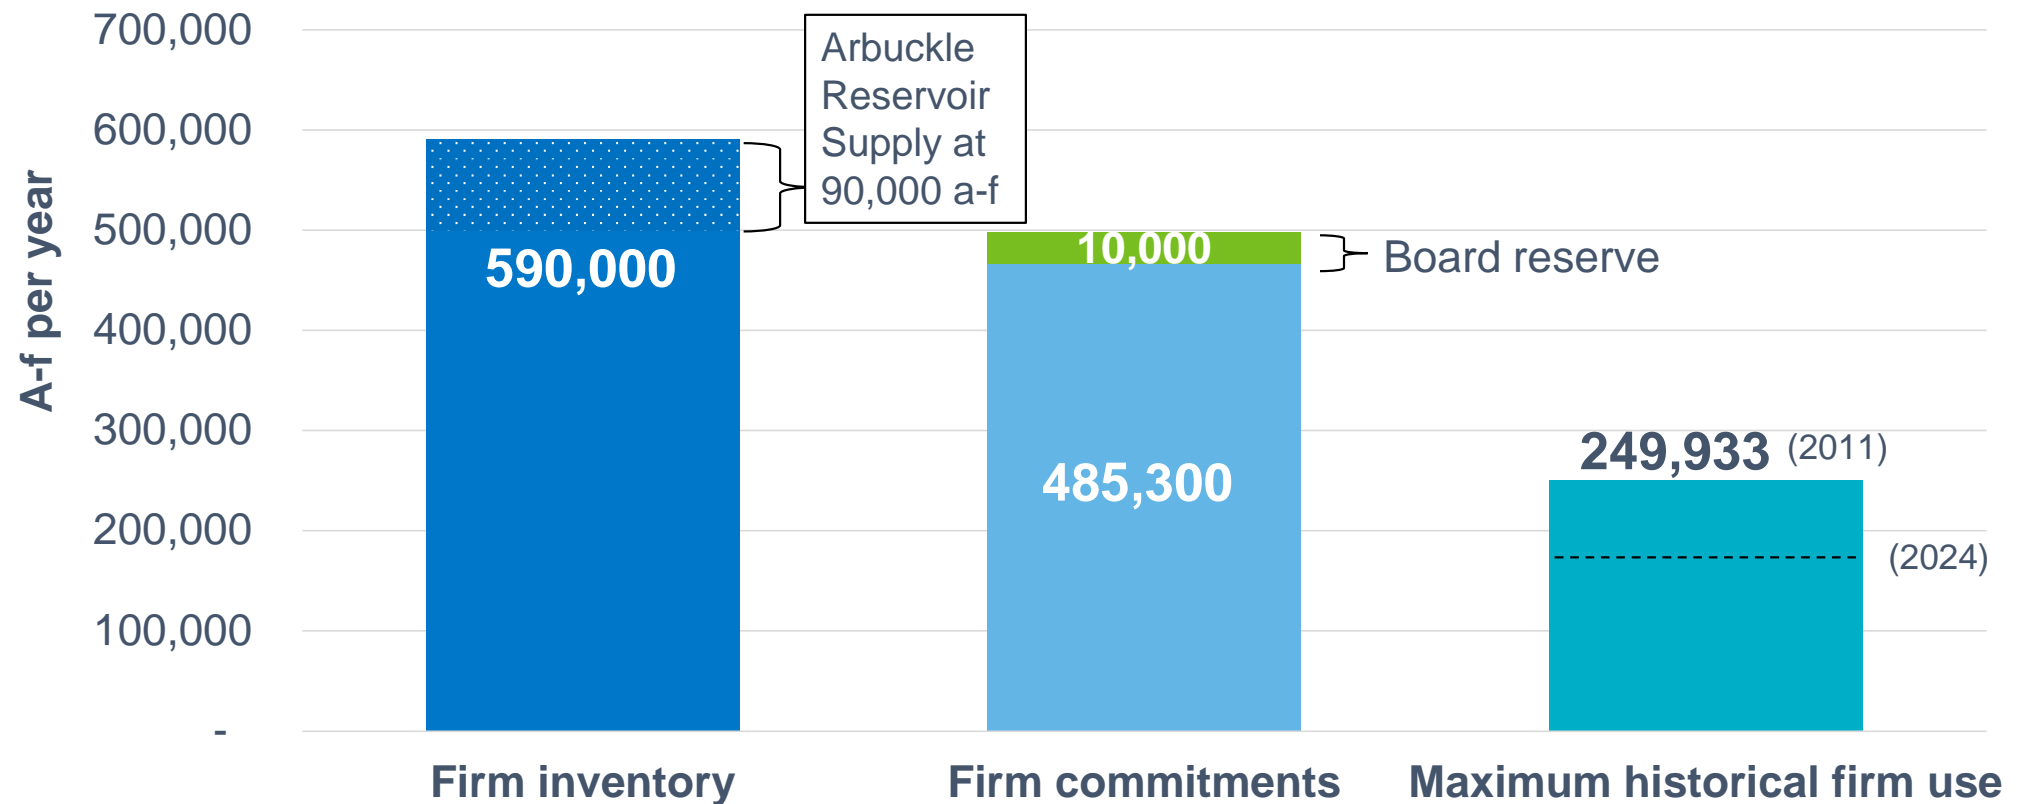 A-f per year
700,000
600,000
500,000
400,000
300,000
200,000
100,000
-
Arbuckle
Reservoir
Supply at
90,000 a-f
590,000
10,000
Board reserve
485,300
249,933 (2011)
(2024)
Firm inventory
Firm commitments
Maximum historical firm use